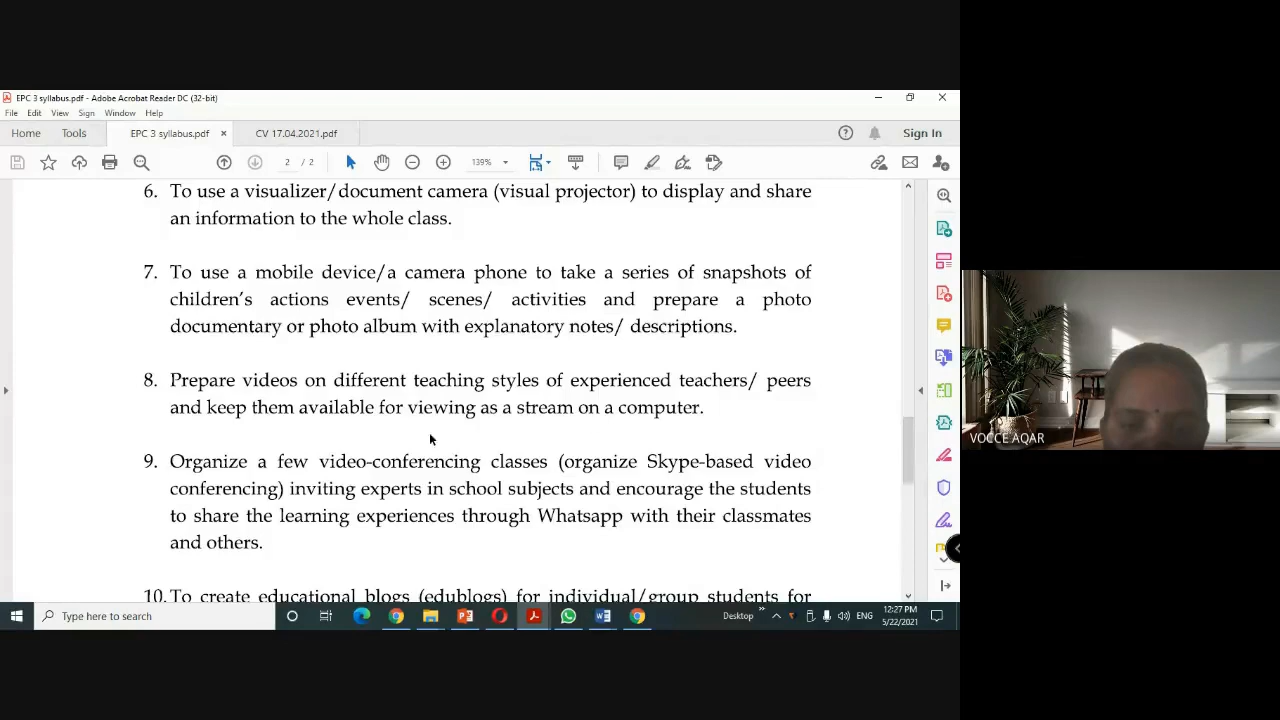 EPC 3 syllabus.pdf - Adobe Acrobat Reader DC (32-bit)
File Edit View Sign Window Help
Home Tools EPC 3 syllabus.pdf × CV 17.04.2021.pdf Sign In
2 / 2 139%
6. To use a visualizer/document camera (visual projector) to display and share
an information to the whole class.
7. To use a mobile device/a camera phone to take a series of snapshots of
children's actions events/ scenes/ activities and prepare a photo
documentary or photo album with explanatory notes/ descriptions.
8. Prepare videos on different teaching styles of experienced teachers/ peers
and keep them available for viewing as a stream on a computer.
9. Organize a few video-conferencing classes (organize Skype-based video
conferencing) inviting experts in school subjects and encourage the students
to share the learning experiences through Whatsapp with their classmates
and others.
10. To create educational blogs (edublogs) for individual/group students for
VOCCE AQAR
Type here to search
Desktop » ENG 12:27 PM
5/22/2021